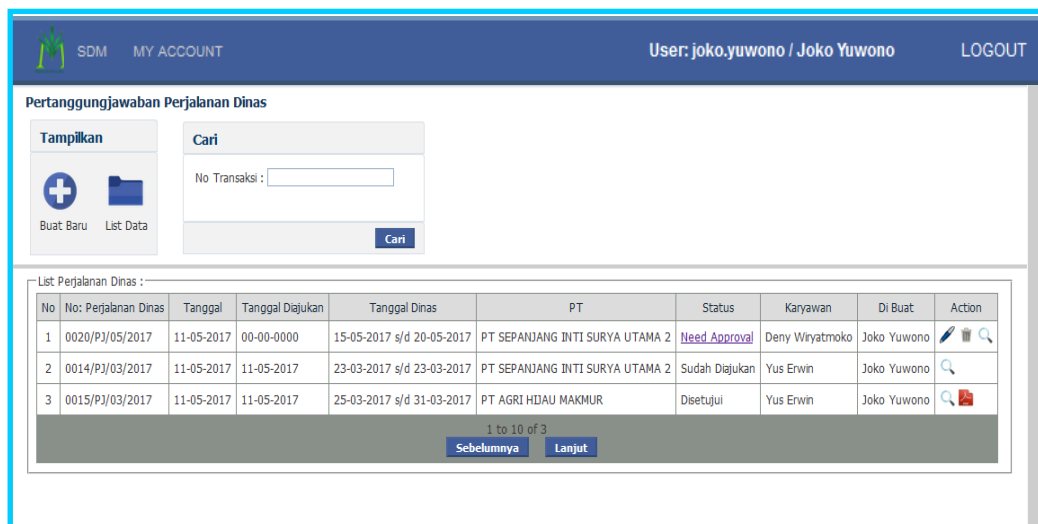 SDM MY ACCOUNT User: joko.yuwono / Joko Yuwono LOGOUT
Pertanggungjawaban Perjalanan Dinas
Tampilkan
Buat Baru List Data
Cari
No Transaksi :
Cari
List Perjalanan Dinas :
No No: Perjalanan Dinas Tanggal Tanggal Diajukan Tanggal Dinas PT Status Karyawan Di Buat Action
1 0020/PJ/05/2017 11-05-2017 00-00-0000 15-05-2017 s/d 20-05-2017 PT SEPANJANG INTI SURYA UTAMA 2 Need Approval Deny Wiryatmoko Joko Yuwono
2 0014/PJ/03/2017 11-05-2017 11-05-2017 23-03-2017 s/d 23-03-2017 PT SEPANJANG INTI SURYA UTAMA 2 Sudah Diajukan Yus Erwin Joko Yuwono
3 0015/PJ/03/2017 11-05-2017 11-05-2017 25-03-2017 s/d 31-03-2017 PT AGRI HIJAU MAKMUR Disetujui Yus Erwin Joko Yuwono
1 to 10 of 3
Sebelumnya Lanjut